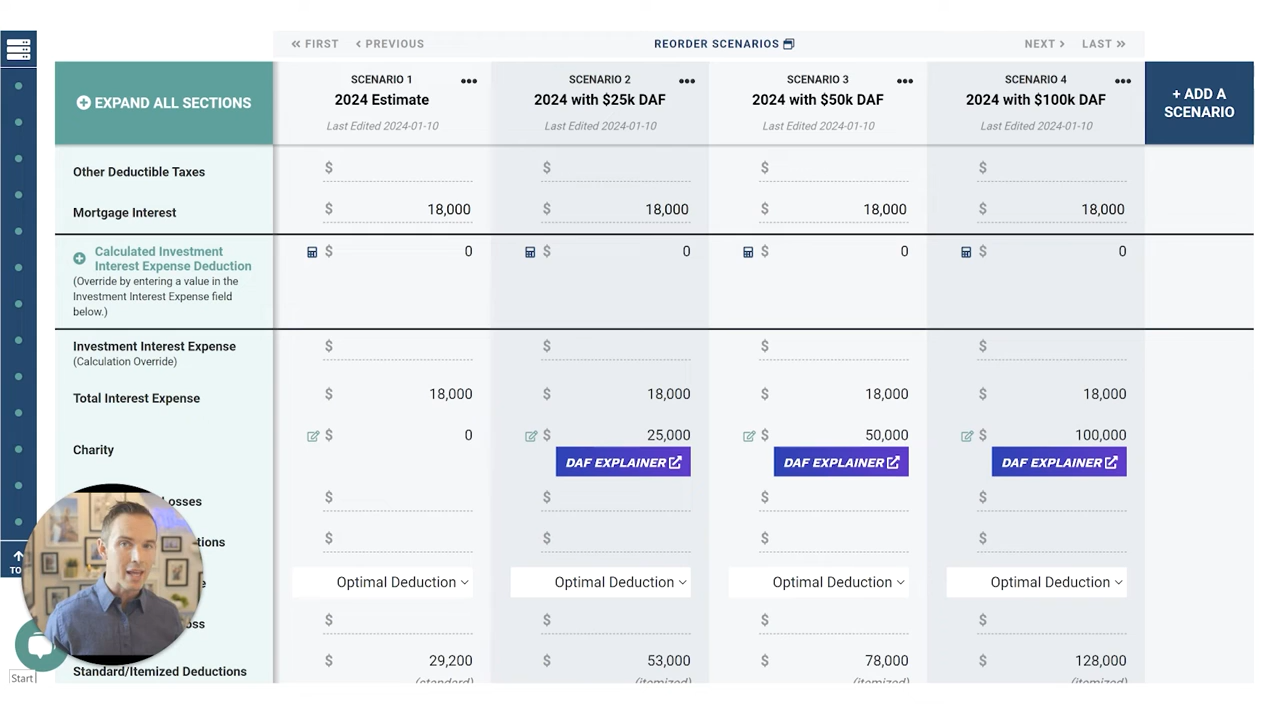 FIRST PREVIOUS REORDER SCENARIOS NEXT LAST
EXPAND ALL SECTIONS
SCENARIO 1 ••• SCENARIO 2 ••• SCENARIO 3 ••• SCENARIO 4 •••
2024 Estimate 2024 with $25k DAF 2024 with $50k DAF 2024 with $100k DAF
Last Edited 2024-01-10 Last Edited 2024-01-10 Last Edited 2024-01-10 Last Edited 2024-01-10
+ ADD A
SCENARIO
Other Deductible Taxes $ $ $ $
Mortgage Interest $ 18,000 $ 18,000 $ 18,000 $ 18,000
Calculated Investment
Interest Expense Deduction
(Override by entering a value in the
Investment Interest Expense field
below.)
$ 0 $ 0 $ 0 $ 0
Investment Interest Expense
(Calculation Override)
$ $ $ $
Total Interest Expense $ 18,000 $ 18,000 $ 18,000 $ 18,000
Charity $ 0 $ 25,000 $ 50,000 $ 100,000
DAF EXPLAINER DAF EXPLAINER DAF EXPLAINER
Losses $ $ $ $
$ $ $ $
Optimal Deduction Optimal Deduction Optimal Deduction Optimal Deduction
$ $ $ $
Standard/Itemized Deductions $ 29,200 $ 53,000 $ 78,000 $ 128,000
(standard) (itemized) (itemized) (itemized)
TO
Start